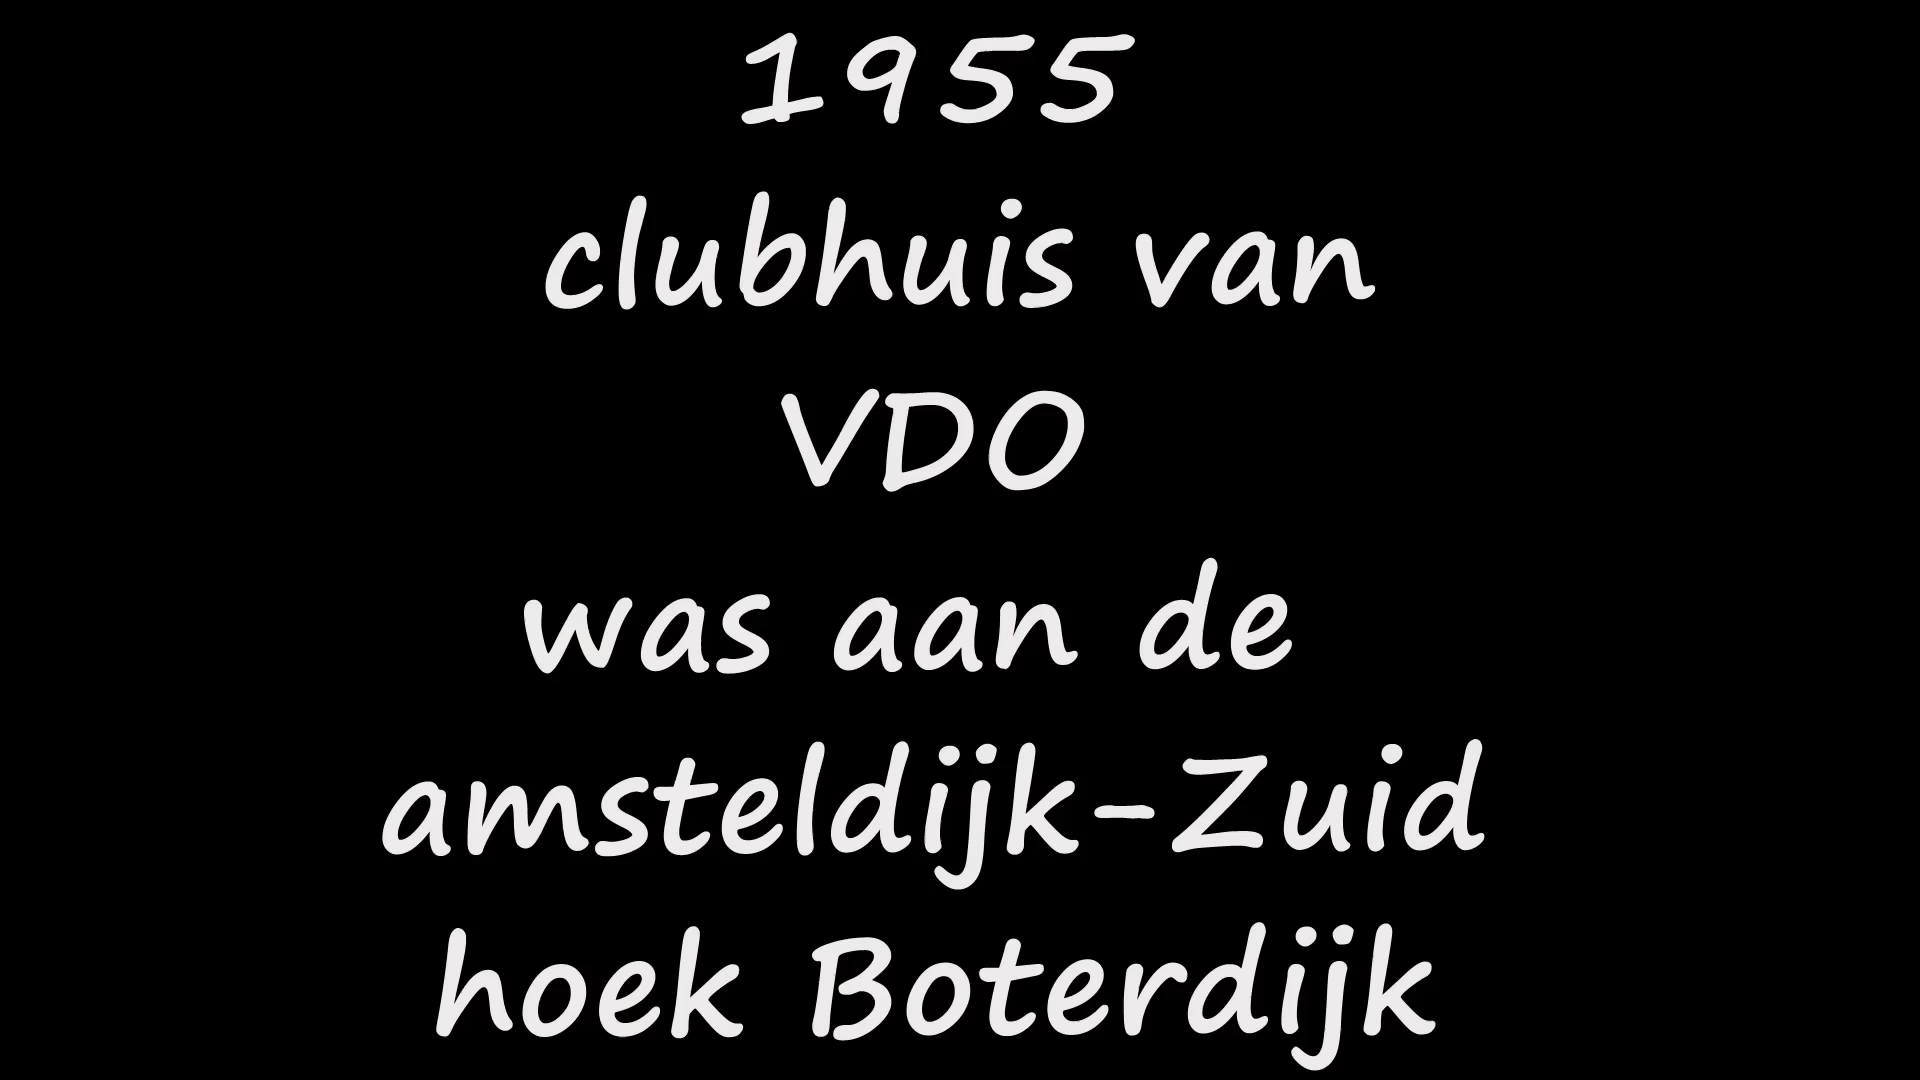 1955
clubhuis van
VDO
was aan de
amsteldijk-Zuid
hoek Boterdijk